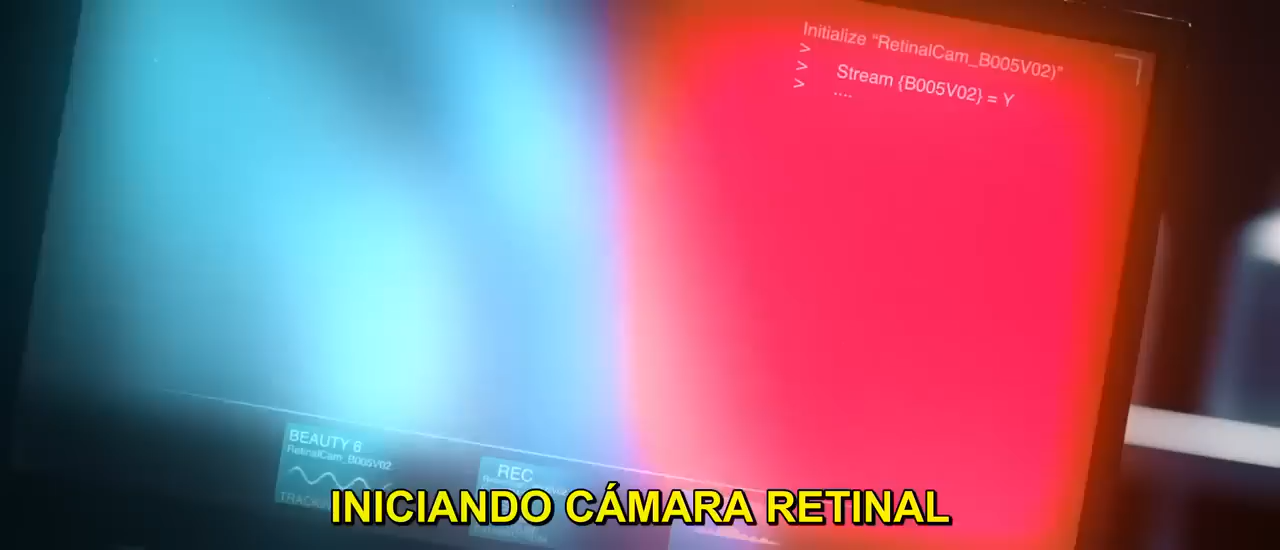 Initialize "RetinalCam_B005V02)"
>
> Stream {B005V02} = Y
> ....
BEAUTY 6
RetinalCam_B005V02
REC
INICIANDO CÁMARA RETINAL